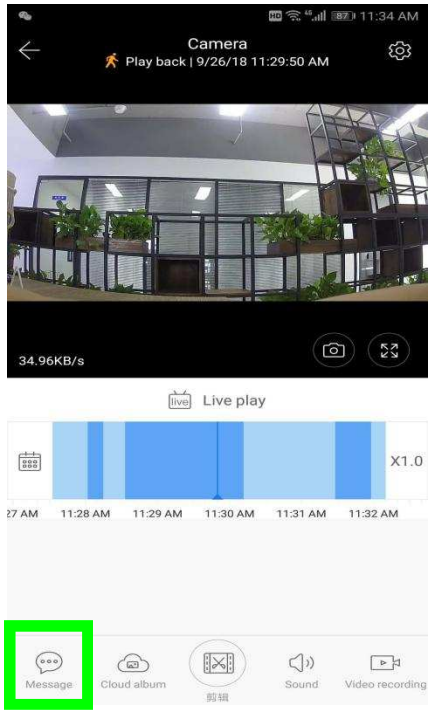 HD 46 87 11:34 AM
Camera
Play back | 9/26/18 11:29:50 AM
34.96KB/s
live Live play
X1.0
27 AM 11:28 AM 11:29 AM 11:30 AM 11:31 AM 11:32 AM
Message Cloud album 剪辑 Sound Video recording